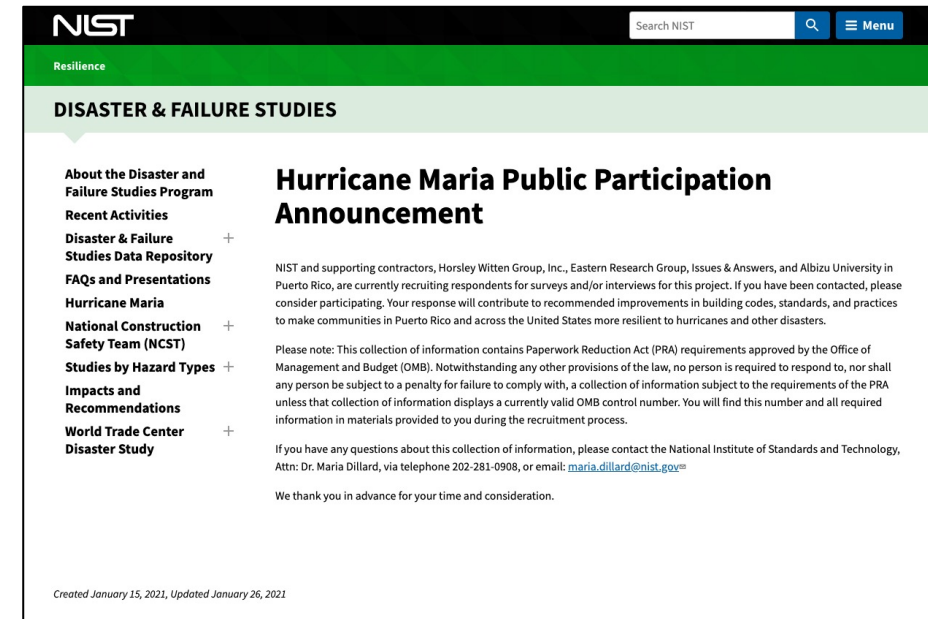 NIST
Search NIST
Menu
Resilience
DISASTER & FAILURE STUDIES
About the Disaster and
Failure Studies Program
Recent Activities
Disaster & Failure
Studies Data Repository
FAQs and Presentations
Hurricane Maria
National Construction
Safety Team (NCST)
Studies by Hazard Types
Impacts and
Recommendations
World Trade Center
Disaster Study
Hurricane Maria Public Participation
Announcement
NIST and supporting contractors, Horsley Witten Group, Inc., Eastern Research Group, Issues & Answers, and Albizu University in
Puerto Rico, are currently recruiting respondents for surveys and/or interviews for this project. If you have been contacted, please
consider participating. Your response will contribute to recommended improvements in building codes, standards, and practices
to make communities in Puerto Rico and across the United States more resilient to hurricanes and other disasters.
Please note: This collection of information contains Paperwork Reduction Act (PRA) requirements approved by the Office of
Management and Budget (OMB). Notwithstanding any other provisions of the law, no person is required to respond to, nor shall
any person be subject to a penalty for failure to comply with, a collection of information subject to the requirements of the PRA
unless that collection of information displays a currently valid OMB control number. You will find this number and all required
information in materials provided to you during the recruitment process.
If you have any questions about this collection of information, please contact the National Institute of Standards and Technology,
Attn: Dr. Maria Dillard, via telephone 202-281-0908, or email: maria.dillard@nist.gov
We thank you in advance for your time and consideration.
Created January 15, 2021, Updated January 26, 2021